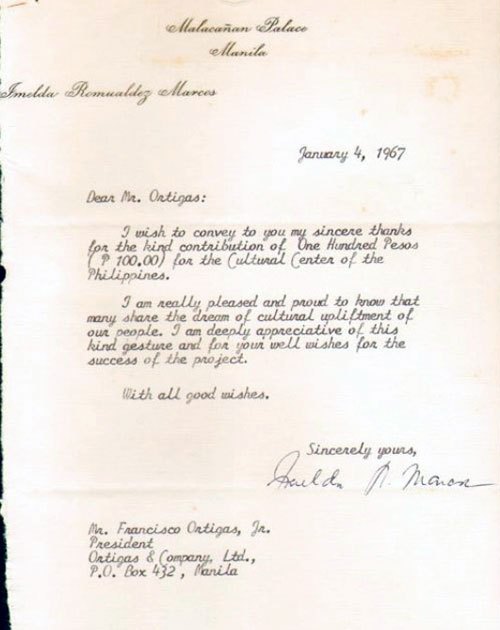 Malacañan Palace
Manila
Imelda Romualdez Marcos
January 4, 1967
Dear Mr. Ortigas:
I wish to convey to you my sincere thanks
for the kind contribution of One Hundred Pesos
(₱ 100.00) for the Cultural Center of the
Philippines.
I am really pleased and proud to know that
many share the dream of cultural upliftment of
our people. I am deeply appreciative of this
kind gesture and for your well wishes for the
success of the project.
With all good wishes.
Sincerely yours,
Imelda R. Marcos
Mr. Francisco Ortigas, Jr.
President
Ortigas & Company, Ltd.,
P.O. Box 432, Manila